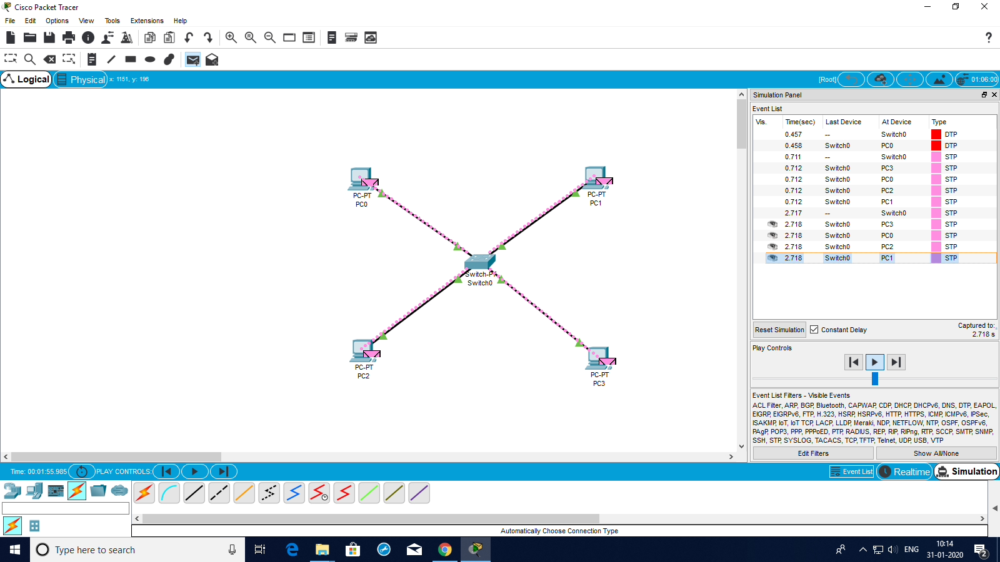 Cisco Packet Tracer
File Edit Options View Tools Extensions Help
Logical Physical x: 1151, y: 196 [Root] 01:06:00
Simulation Panel
Event List
Vis. Time(sec) Last Device At Device Type
0.457 -- Switch0 DTP
0.458 Switch0 PC0 DTP
0.711 -- Switch0 STP
0.712 Switch0 PC3 STP
0.712 Switch0 PC0 STP
0.712 Switch0 PC2 STP
0.712 Switch0 PC1 STP
2.717 -- Switch0 STP
2.718 Switch0 PC3 STP
2.718 Switch0 PC0 STP
2.718 Switch0 PC2 STP
2.718 Switch0 PC1 STP
PC-PT
PC0
PC-PT
PC1
Switch-PT
Switch0
PC-PT
PC2
PC-PT
PC3
Reset Simulation Constant Delay Captured to:
2.718 s
Play Controls
Event List Filters - Visible Events
ACL Filter, ARP, BGP, Bluetooth, CAPWAP, CDP, DHCP, DHCPv6, DNS, DTP, EAPOL,
EIGRP, EIGRPv6, FTP, H.323, HSRP, HSRPv6, HTTP, HTTPS, ICMP, ICMPv6, IPSec,
ISAKMP, IoT, IoT TCP, LACP, LLDP, Meraki, NDP, NETFLOW, NTP, OSPF, OSPFv6,
PAgP, POP3, PPP, PPPoED, PTP, RADIUS, REP, RIP, RIPng, RTP, SCCP, SMTP, SNMP,
SSH, STP, SYSLOG, TACACS, TCP, TFTP, Telnet, UDP, USB, VTP
Edit Filters Show All/None
Time: 00:01:55.985 PLAY CONTROLS: Event List Realtime Simulation
Automatically Choose Connection Type
Type here to search ENG 10:14
31-01-2020 2